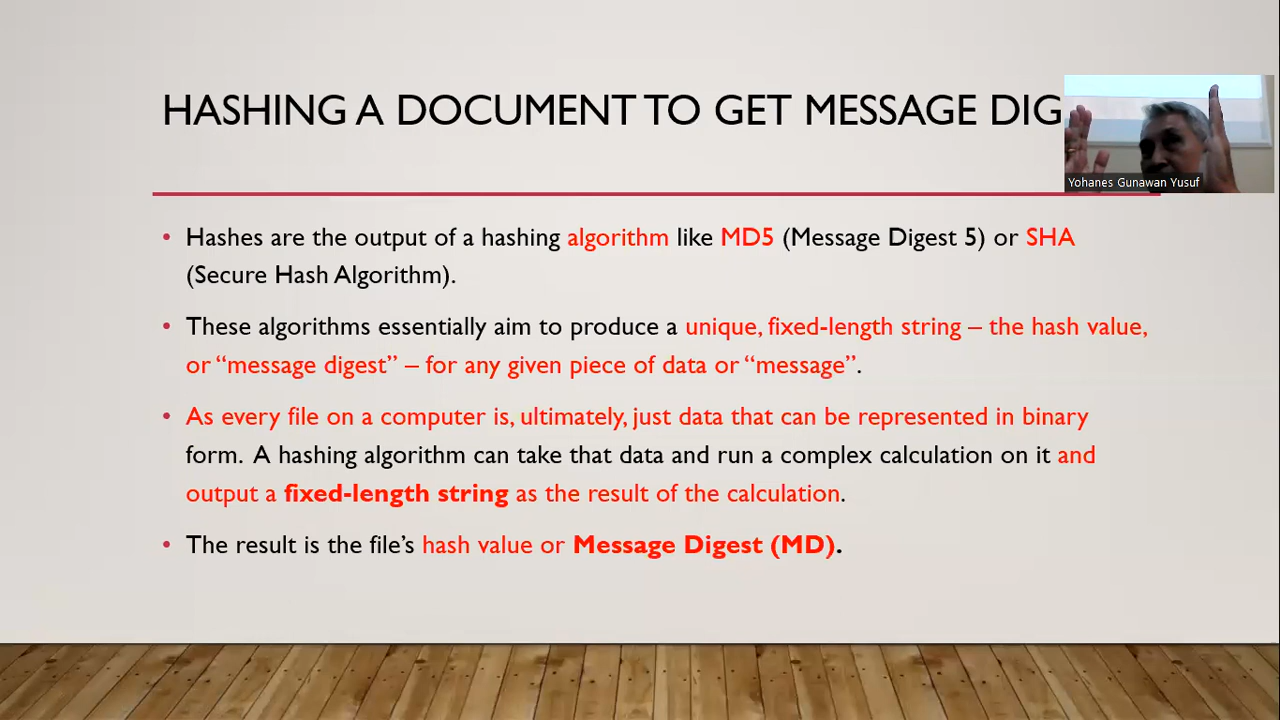 HASHING A DOCUMENT TO GET MESSAGE DIG
Yohanes Gunawan Yusuf
• Hashes are the output of a hashing algorithm like MD5 (Message Digest 5) or SHA
(Secure Hash Algorithm).
• These algorithms essentially aim to produce a unique, fixed-length string – the hash value,
or “message digest” – for any given piece of data or “message”.
• As every file on a computer is, ultimately, just data that can be represented in binary
form. A hashing algorithm can take that data and run a complex calculation on it and
output a fixed-length string as the result of the calculation.
• The result is the file’s hash value or Message Digest (MD).